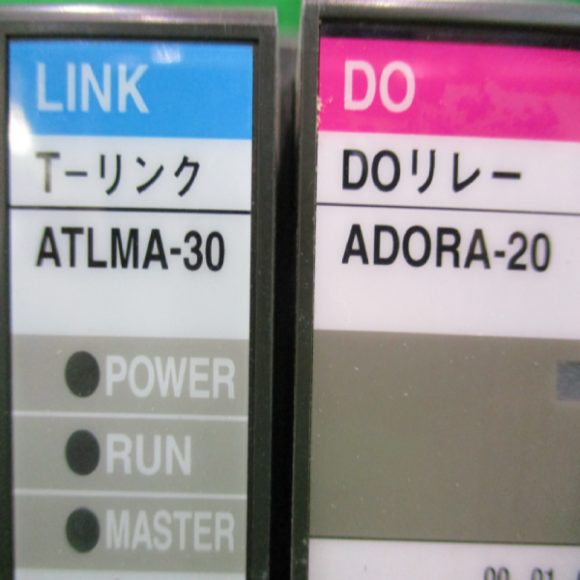 LINK
T-リンク
ATLMA-30
POWER
RUN
MASTER
DO
DOリレー
ADORA-20